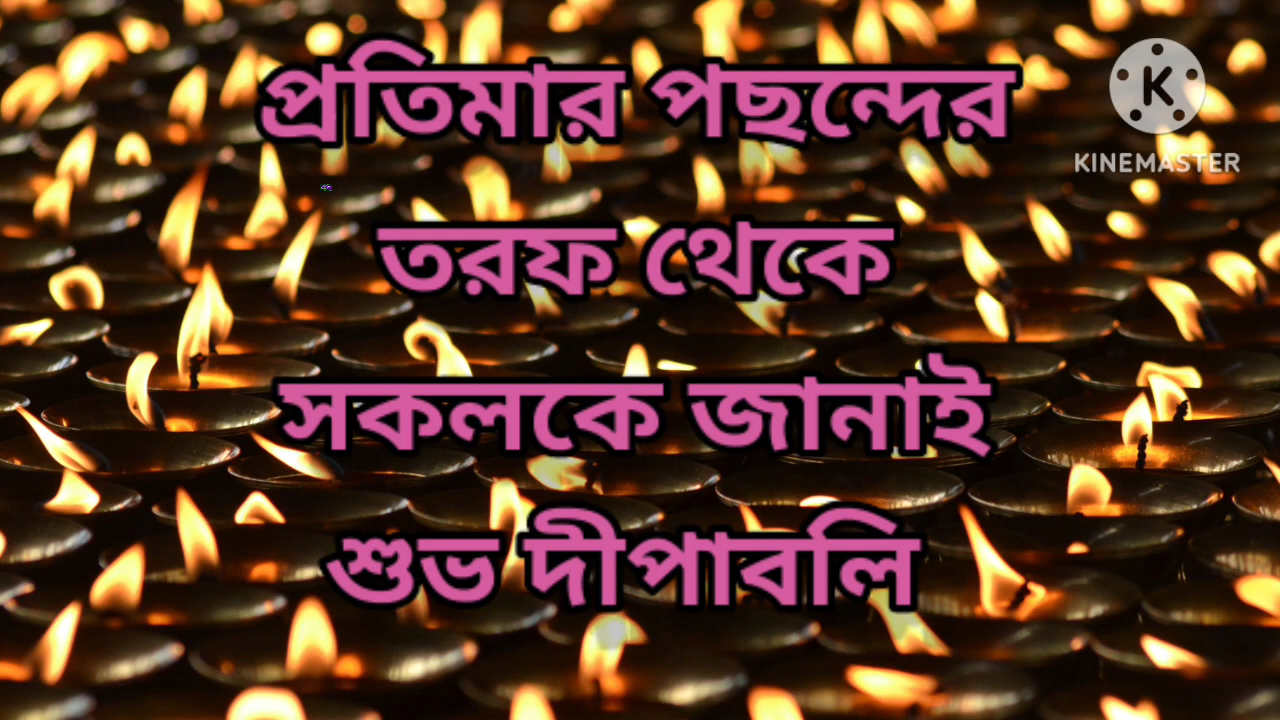 প্রতিমার পছন্দের
K
KINEMASTER
তরফ থেকে
সকলকে জানাই
শুভ দীপাবলি